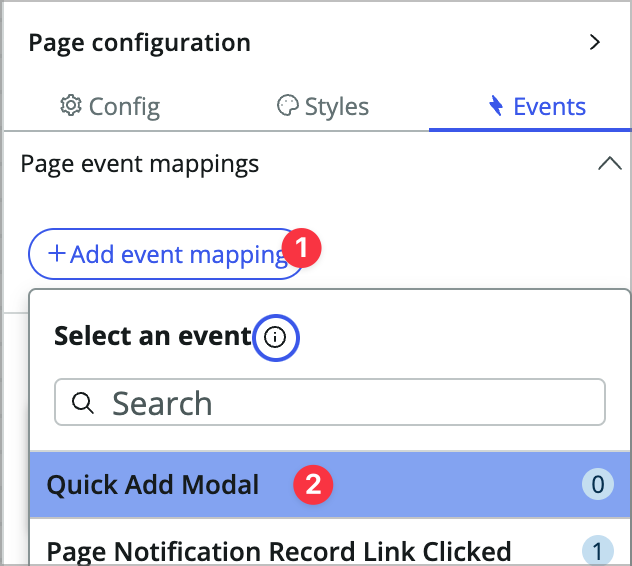 Page configuration
Config
Styles
Events
Page event mappings
+ Add event mapping 1
Select an event
Search
Quick Add Modal 2 0
Page Notification Record Link Clicked 1